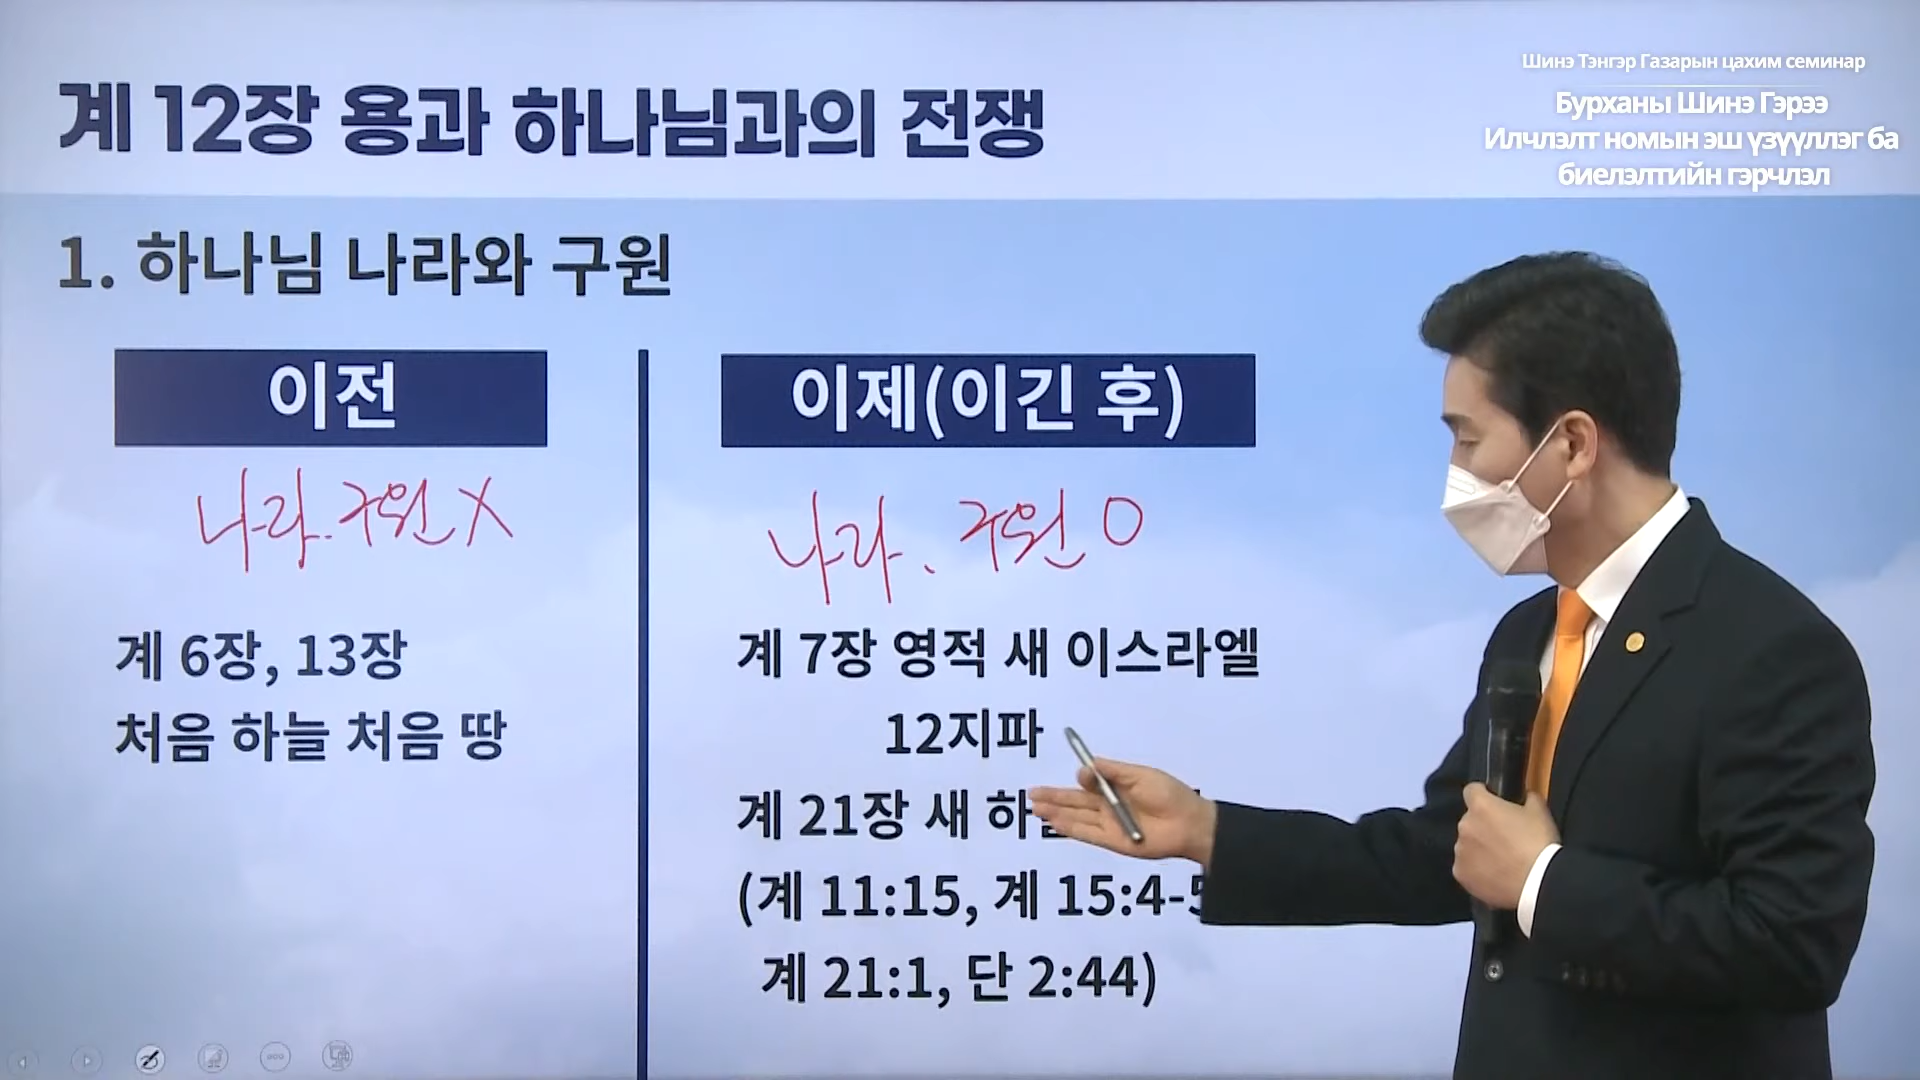 Шинэ Тэнгэр Газарын цахим семинар
Бурханы Шинэ Гэрээ
Илчлэлт номын эш үзүүллэг ба
биелэлтийн гэрчлэл
계 12장 용과 하나님과의 전쟁
1. 하나님 나라와 구원
이전
나라.구원 X
계 6장, 13장
처음 하늘 처음 땅
이제(이긴 후)
나라. 구원 O
계 7장 영적 새 이스라엘
12지파
계 21장 새
(계 11:15, 계 15:4-5
계 21:1, 단 2:44)